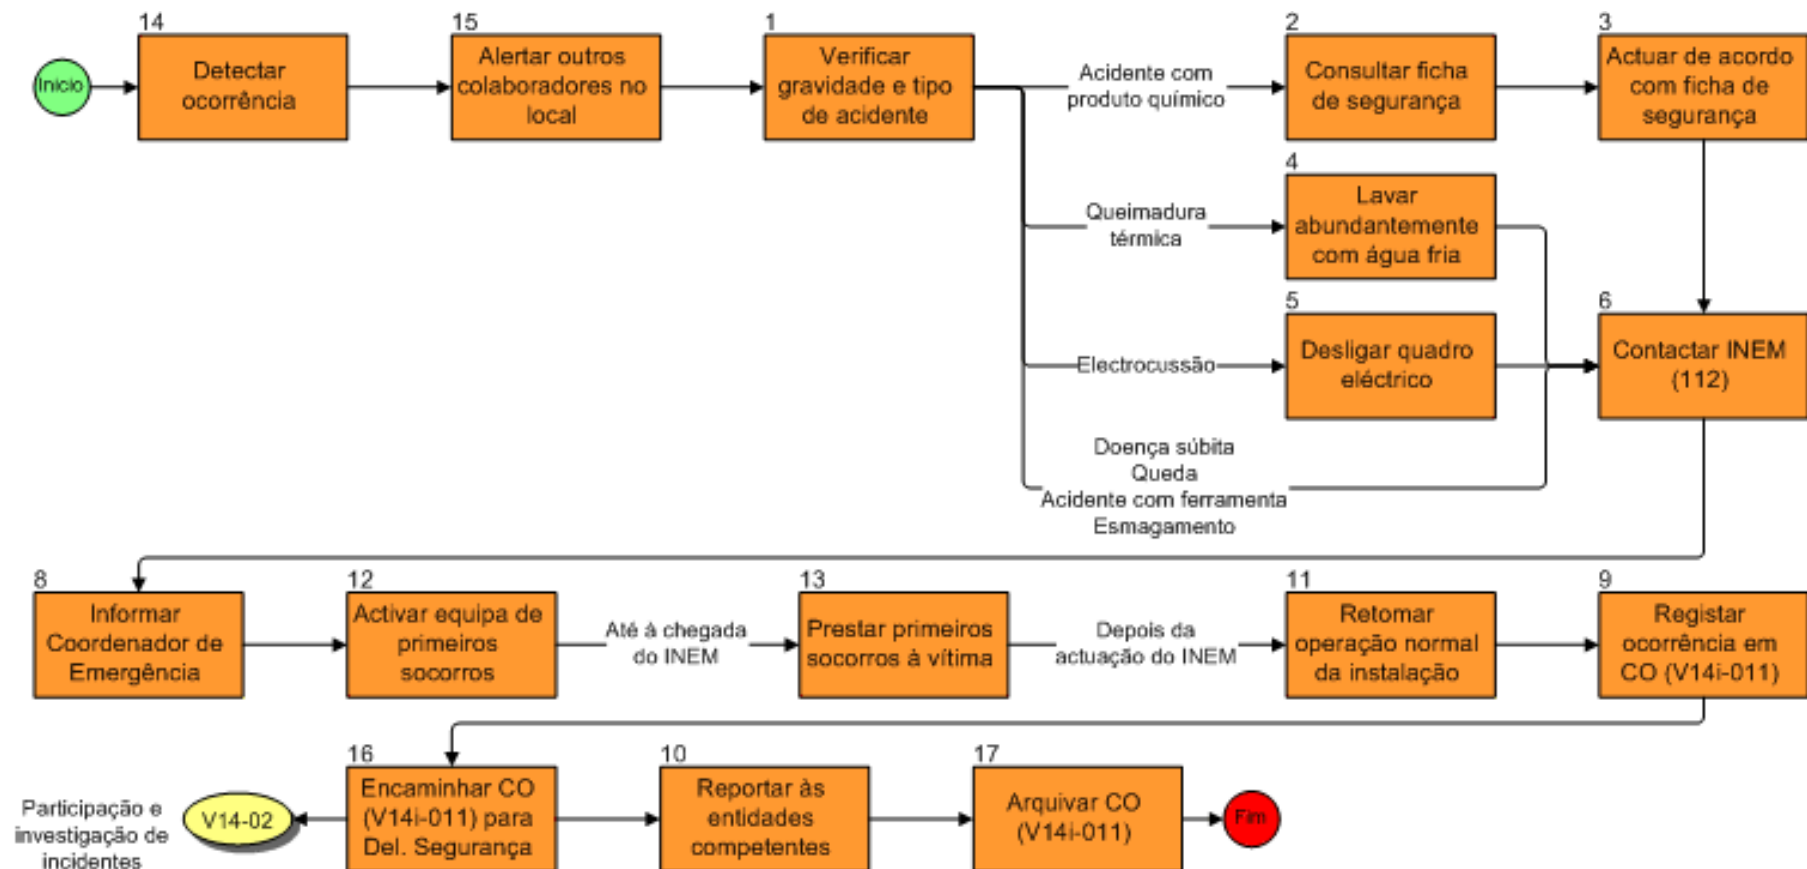 14
15
1
2
3
Início
Detectar
ocorrência
Alertar outros
colaboradores no
local
Verificar
gravidade e tipo
de acidente
Acidente com
produto químico
Consultar ficha
de segurança
Actuar de acordo
com ficha de
segurança
4
Queimadura
térmica
Lavar
abundantemente
com água fria
5
6
Electrocussão
Desligar quadro
eléctrico
Contactar INEM
(112)
Doença súbita
Queda
Acidente com ferramenta
Esmagamento
8
12
13
11
9
Informar
Coordenador de
Emergência
Activar equipa de
primeiros
socorros
Até à chegada
do INEM
Prestar primeiros
socorros à vítima
Depois da
actuação do INEM
Retomar
operação normal
da instalação
Registar
ocorrência em
CO (V14i-011)
16
10
17
Participação e
investigação de
incidentes
V14-02
Encaminhar CO
(V14i-011) para
Del. Segurança
Reportar às
entidades
competentes
Arquivar CO
(V14i-011)
Fim